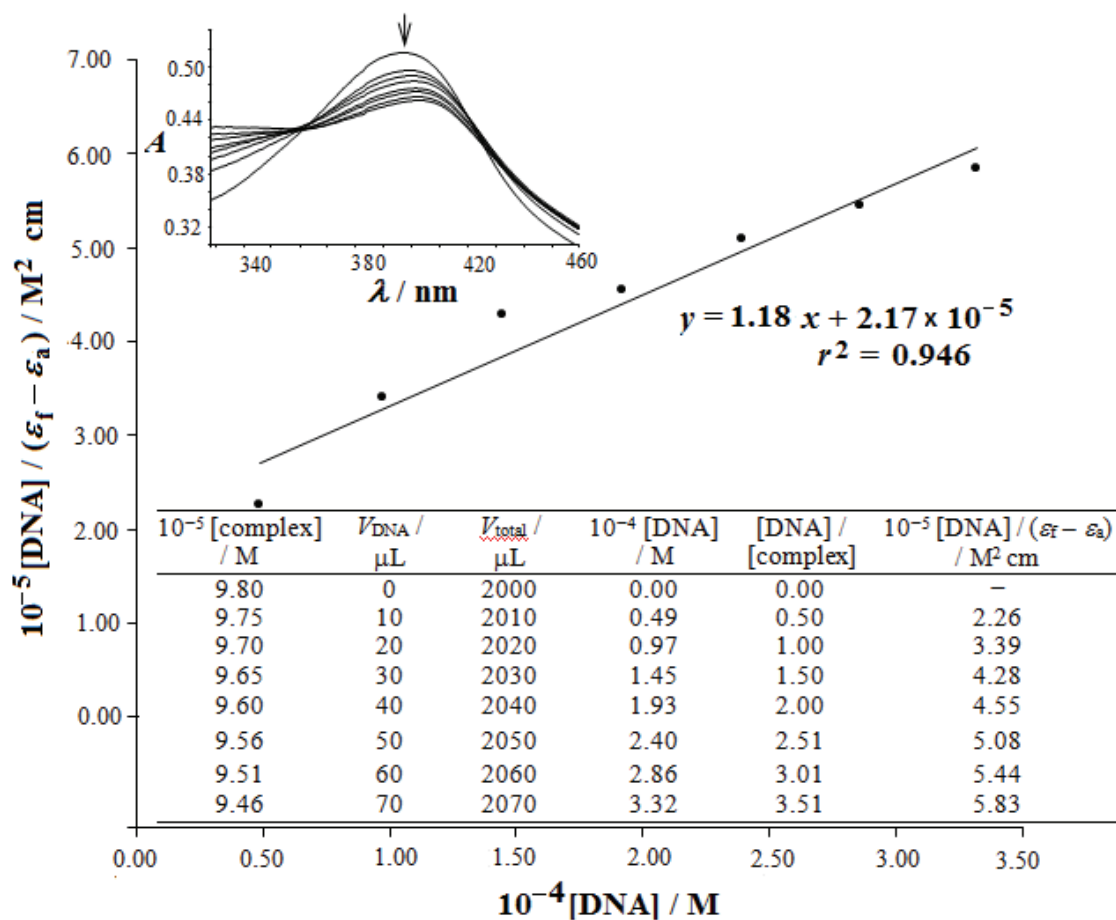 7.00
6.00
5.00
4.00
3.00
2.00
1.00
0.00
10⁻⁵ [DNA] / (εf − εa) / M² cm
0.50
0.44
0.38
0.32
A
340
380
420
460
λ / nm
y = 1.18 x + 2.17 × 10⁻⁵
r² = 0.946
10⁻⁵ [complex] / M	VDNA / μL	Vtotal / μL	10⁻⁴ [DNA] / M	[DNA] / [complex]	10⁻⁵ [DNA] / (εf − εa) / M² cm
9.80	0	2000	0.00	0.00	−
9.75	10	2010	0.49	0.50	2.26
9.70	20	2020	0.97	1.00	3.39
9.65	30	2030	1.45	1.50	4.28
9.60	40	2040	1.93	2.00	4.55
9.56	50	2050	2.40	2.51	5.08
9.51	60	2060	2.86	3.01	5.44
9.46	70	2070	3.32	3.51	5.83
0.00
0.50
1.00
1.50
2.00
2.50
3.00
3.50
10⁻⁴ [DNA] / M